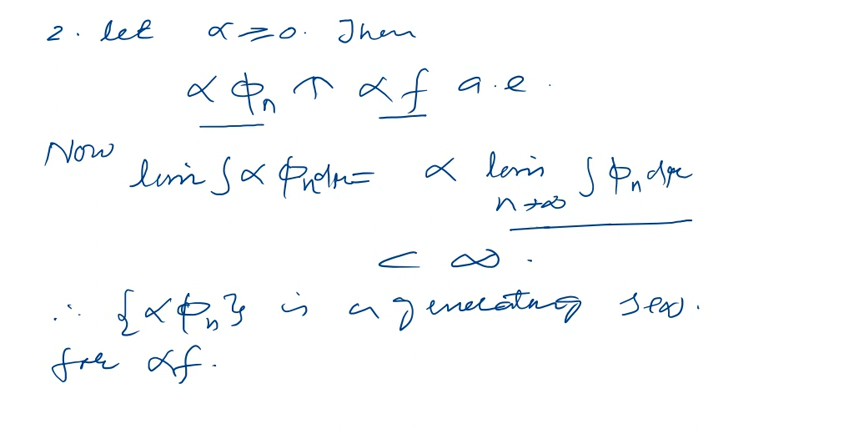 2. let α ≥ 0. Then
α ϕₙ ↑ α f a.e.
Now lim ∫ α ϕₙ dμ = α lim ∫ ϕₙ dμ
n→∞
< ∞.
∴ {α ϕₙ} is a generating seq.
for αf.